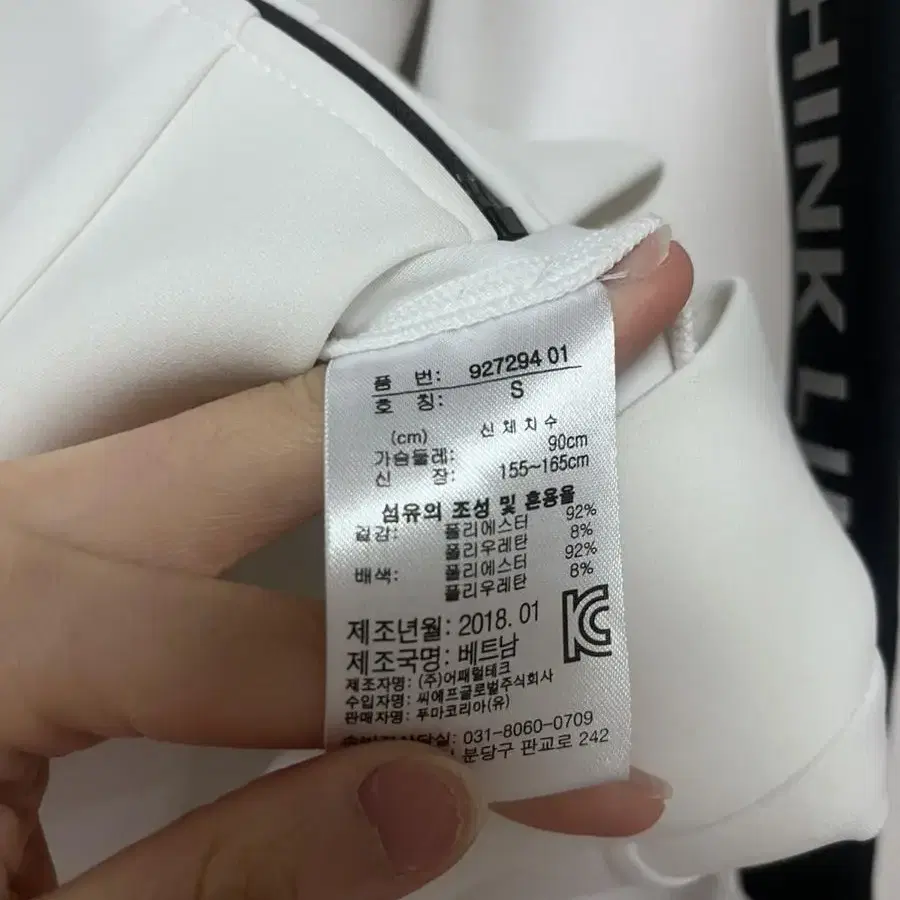 품 번: 927294 01
호 칭: S
(cm) 신체치수
가슴둘레: 90cm
신 장: 155~165cm
섬유의 조성 및 혼용율
겉감: 폴리에스터 92%
폴리우레탄 8%
배색: 폴리에스터 92%
폴리우레탄 8%
제조년월: 2018. 01
제조국명: 베트남
제조자명: (주)어패럴테크
수입자명: 씨에프글로벌주식회사
판매자명: 푸마코리아(유)
031-8060-0709
분당구 판교로 242
KC
HINK